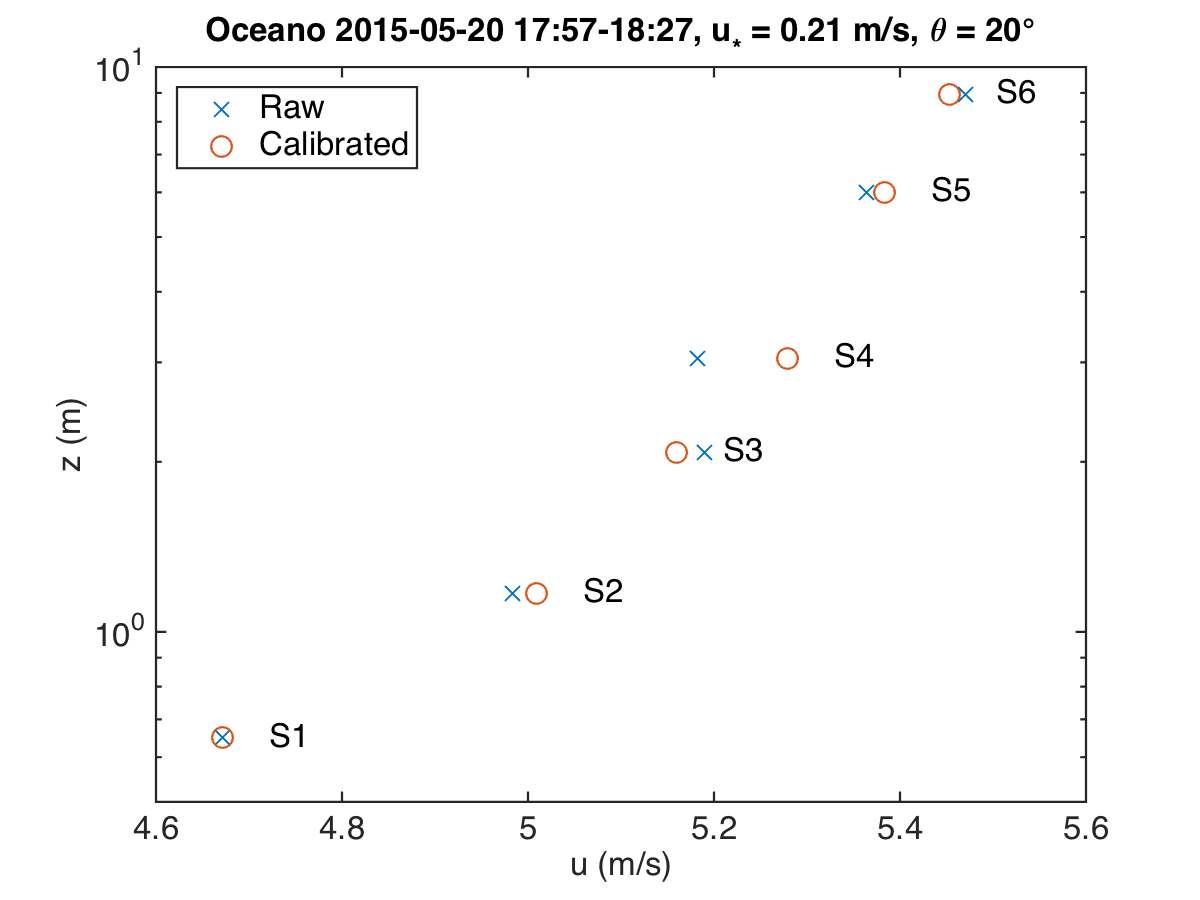 Oceano 2015-05-20 17:57-18:27, u* = 0.21 m/s, θ = 20°
10¹
Raw
Calibrated
S6
S5
S4
S3
S2
10⁰
S1
z (m)
4.6 4.8 5 5.2 5.4 5.6
u (m/s)